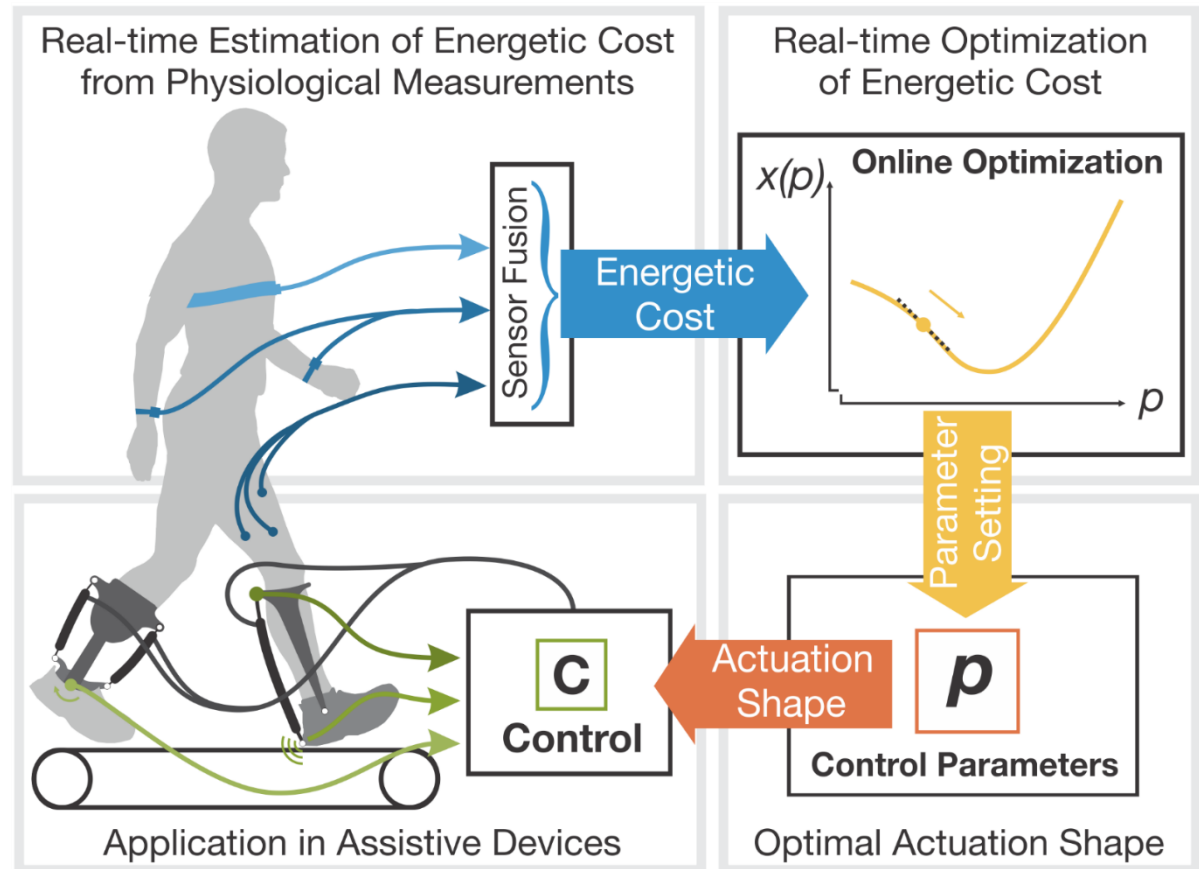 Real-time Estimation of Energetic Cost
from Physiological Measurements
Sensor Fusion
Energetic
Cost
Real-time Optimization
of Energetic Cost
Online Optimization
x(p)
p
Parameter
Setting
Application in Assistive Devices
C
Control
Actuation
Shape
p
Control Parameters
Optimal Actuation Shape